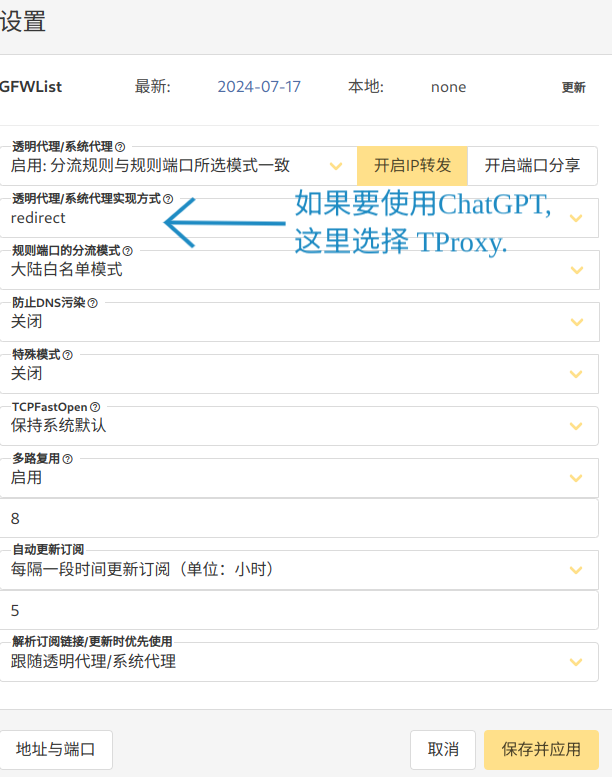 设置
GFWList 最新: 2024-07-17 本地: none 更新
透明代理/系统代理
启用: 分流规则与规则端口所选模式一致 开启IP转发 开启端口分享
透明代理/系统代理实现方式
redirect
如果要使用ChatGPT,
这里选择 TProxy.
规则端口的分流模式
大陆白名单模式
防止DNS污染
关闭
特殊模式
关闭
TCPFastOpen
保持系统默认
多路复用
启用
8
自动更新订阅
每隔一段时间更新订阅（单位：小时）
5
解析订阅链接/更新时优先使用
跟随透明代理/系统代理
地址与端口 取消 保存并应用